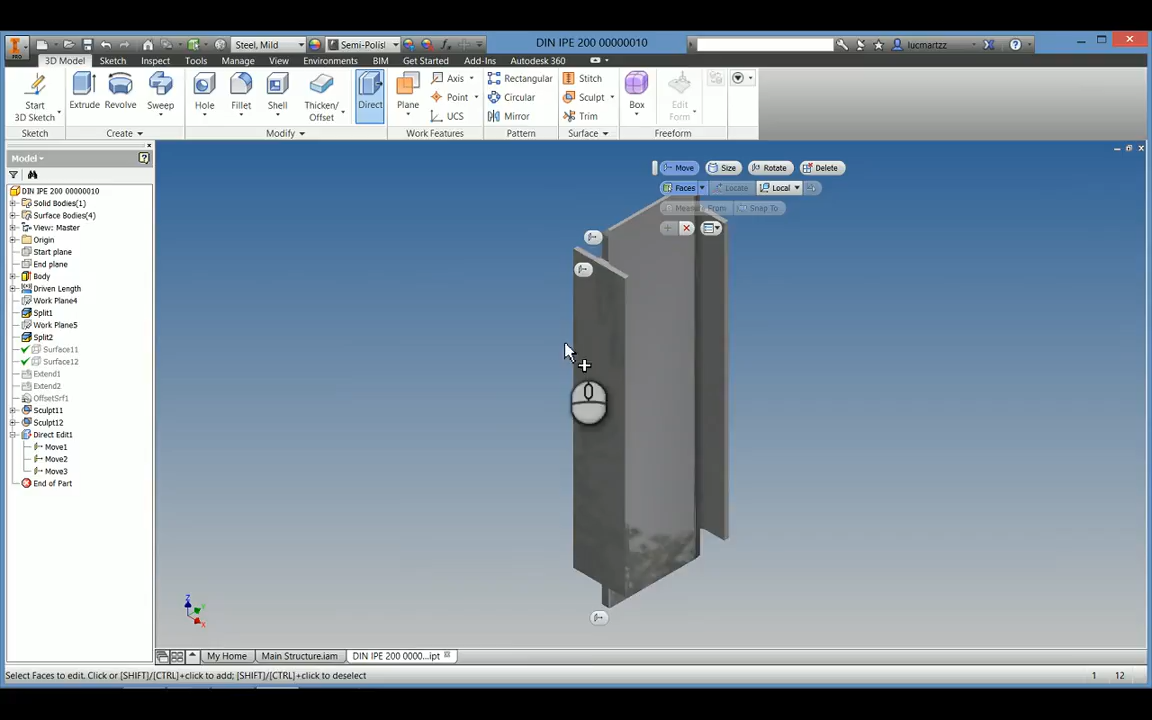 Steel, Mild
Semi-Polis
DIN IPE 200 00000010
lucmartzz
PRO
3D Model Sketch Inspect Tools Manage View Environments BIM Get Started Add-Ins Autodesk 360
Start 3D Sketch Extrude Revolve Sweep Hole Fillet Shell Thicken/ Offset Direct Plane Axis Point UCS Rectangular Circular Mirror Stitch Sculpt Trim Box Edit Form
Sketch Create Modify Work Features Pattern Surface Freeform
Model
Move Size Rotate Delete
Faces Locate Local
Measure From Snap To
DIN IPE 200 00000010
Solid Bodies(1)
Surface Bodies(4)
View: Master
Origin
Start plane
End plane
Body
Driven Length
Work Plane4
Split1
Work Plane5
Split2
Surface11
Surface12
Extend1
Extend2
OffsetSrf1
Sculpt11
Sculpt12
Direct Edit1
Move1
Move2
Move3
End of Part
Z
Y
X
My Home Main Structure.iam DIN IPE 200 0000...ipt
Select Faces to edit. Click or [SHIFT]/[CTRL]+click to add; [SHIFT]/[CTRL]+click to deselect
1 12